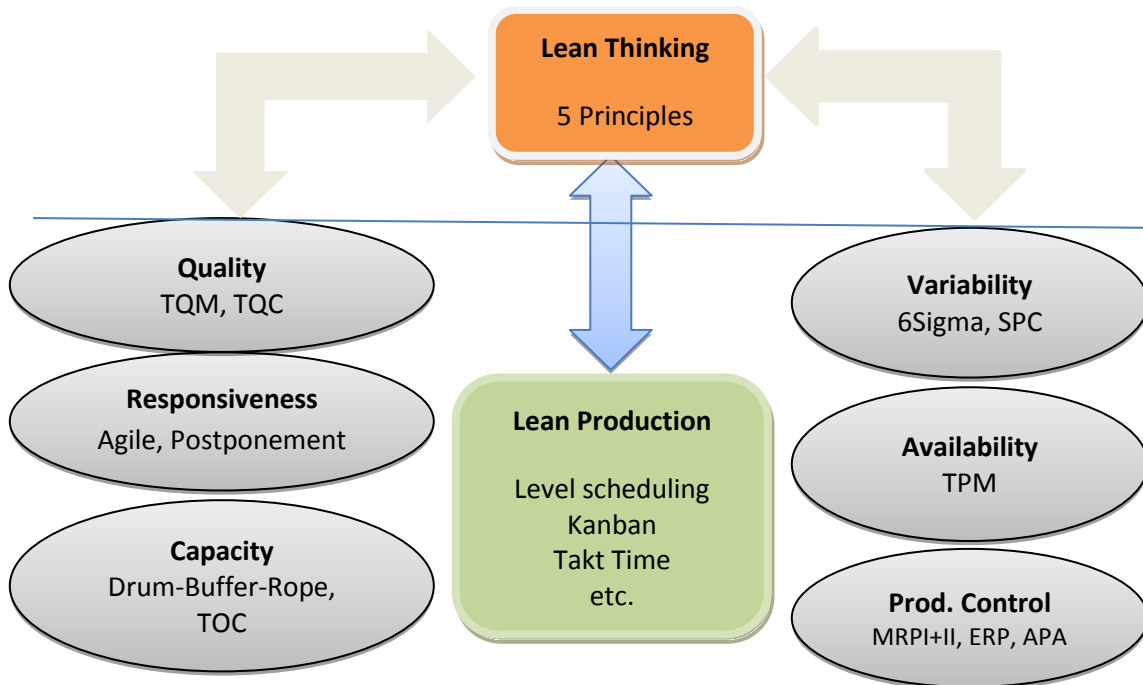 Lean Thinking
5 Principles
Quality
TQM, TQC
Responsiveness
Agile, Postponement
Capacity
Drum-Buffer-Rope,
TOC
Lean Production
Level scheduling
Kanban
Takt Time
etc.
Variability
6Sigma, SPC
Availability
TPM
Prod. Control
MRPI+II, ERP, APA